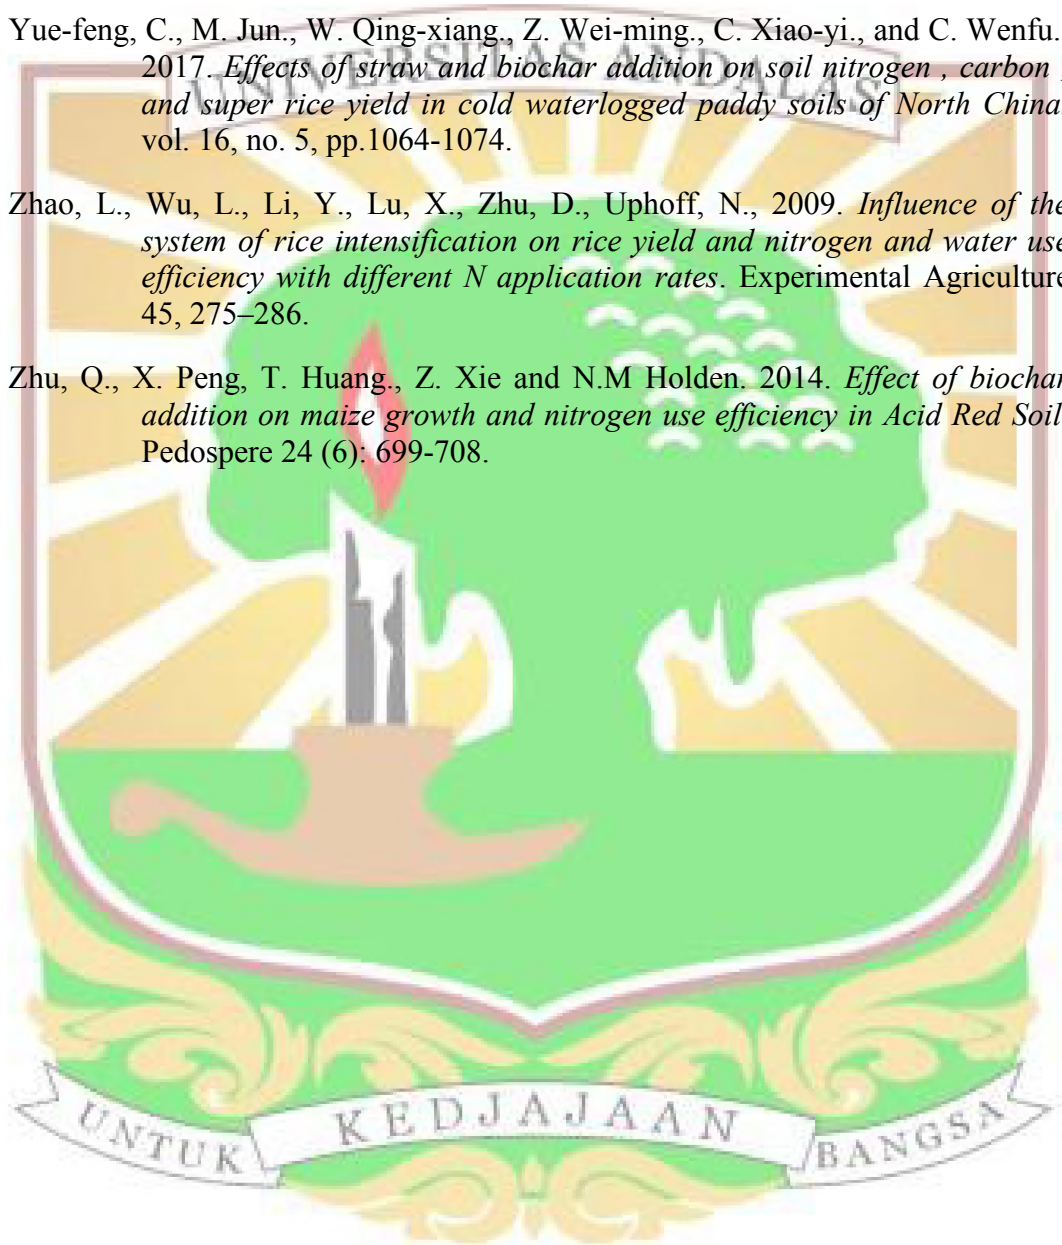 Yue-feng, C., M. Jun., W. Qing-xiang., Z. Wei-ming., C. Xiao-yi., and C. Wenfu.
2017. Effects of straw and biochar addition on soil nitrogen , carbon ,
and super rice yield in cold waterlogged paddy soils of North China
vol. 16, no. 5, pp.1064-1074.
Zhao, L., Wu, L., Li, Y., Lu, X., Zhu, D., Uphoff, N., 2009. Influence of the
system of rice intensification on rice yield and nitrogen and water use
efficiency with different N application rates. Experimental Agriculture
45, 275–286.
Zhu, Q., X. Peng, T. Huang., Z. Xie and N.M Holden. 2014. Effect of biochar
addition on maize growth and nitrogen use efficiency in Acid Red Soil
Pedospere 24 (6): 699-708.
UNIVERSITAS ANDALAS
UNTUK KEDJAJAAN BANGSA